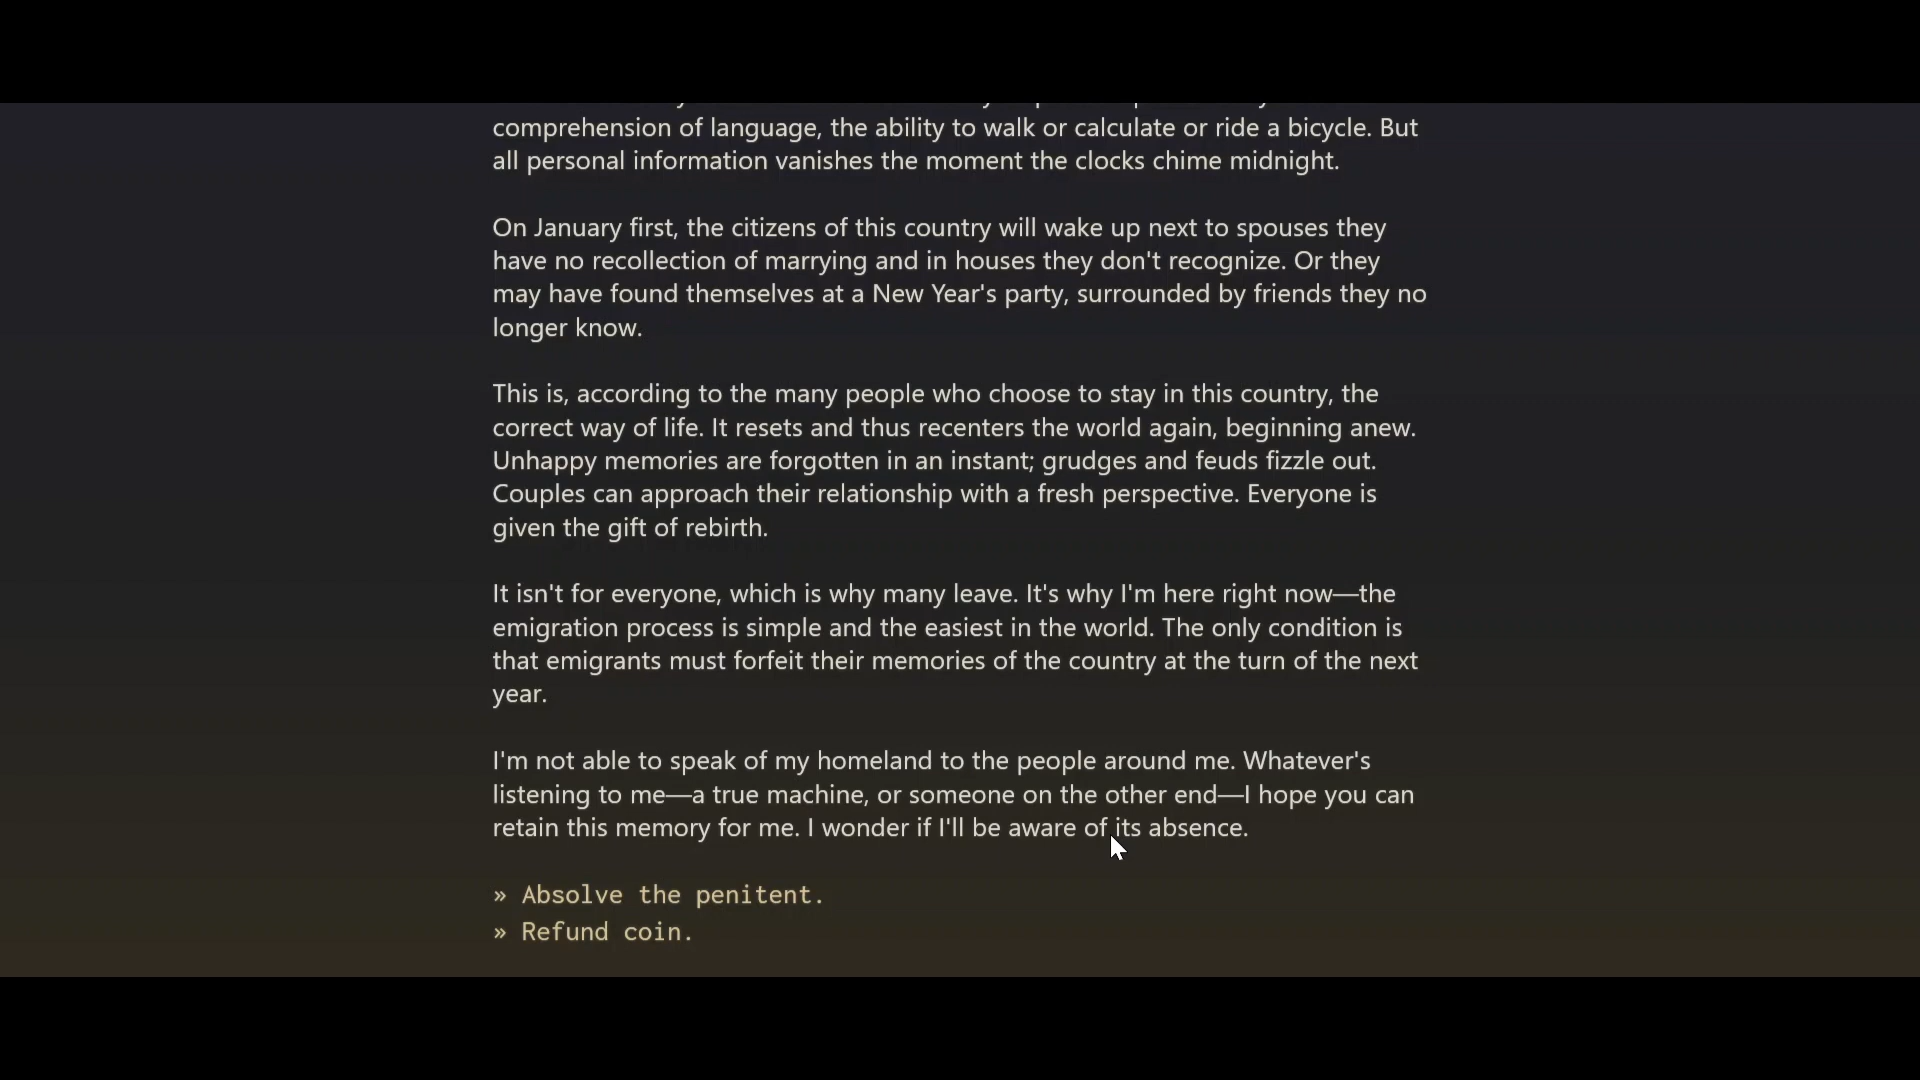 comprehension of language, the ability to walk or calculate or ride a bicycle. But
all personal information vanishes the moment the clocks chime midnight.
On January first, the citizens of this country will wake up next to spouses they
have no recollection of marrying and in houses they don't recognize. Or they
may have found themselves at a New Year's party, surrounded by friends they no
longer know.
This is, according to the many people who choose to stay in this country, the
correct way of life. It resets and thus recenters the world again, beginning anew.
Unhappy memories are forgotten in an instant; grudges and feuds fizzle out.
Couples can approach their relationship with a fresh perspective. Everyone is
given the gift of rebirth.
It isn't for everyone, which is why many leave. It's why I'm here right now—the
emigration process is simple and the easiest in the world. The only condition is
that emigrants must forfeit their memories of the country at the turn of the next
year.
I'm not able to speak of my homeland to the people around me. Whatever's
listening to me—a true machine, or someone on the other end—I hope you can
retain this memory for me. I wonder if I'll be aware of its absence.
» Absolve the penitent.
» Refund coin.